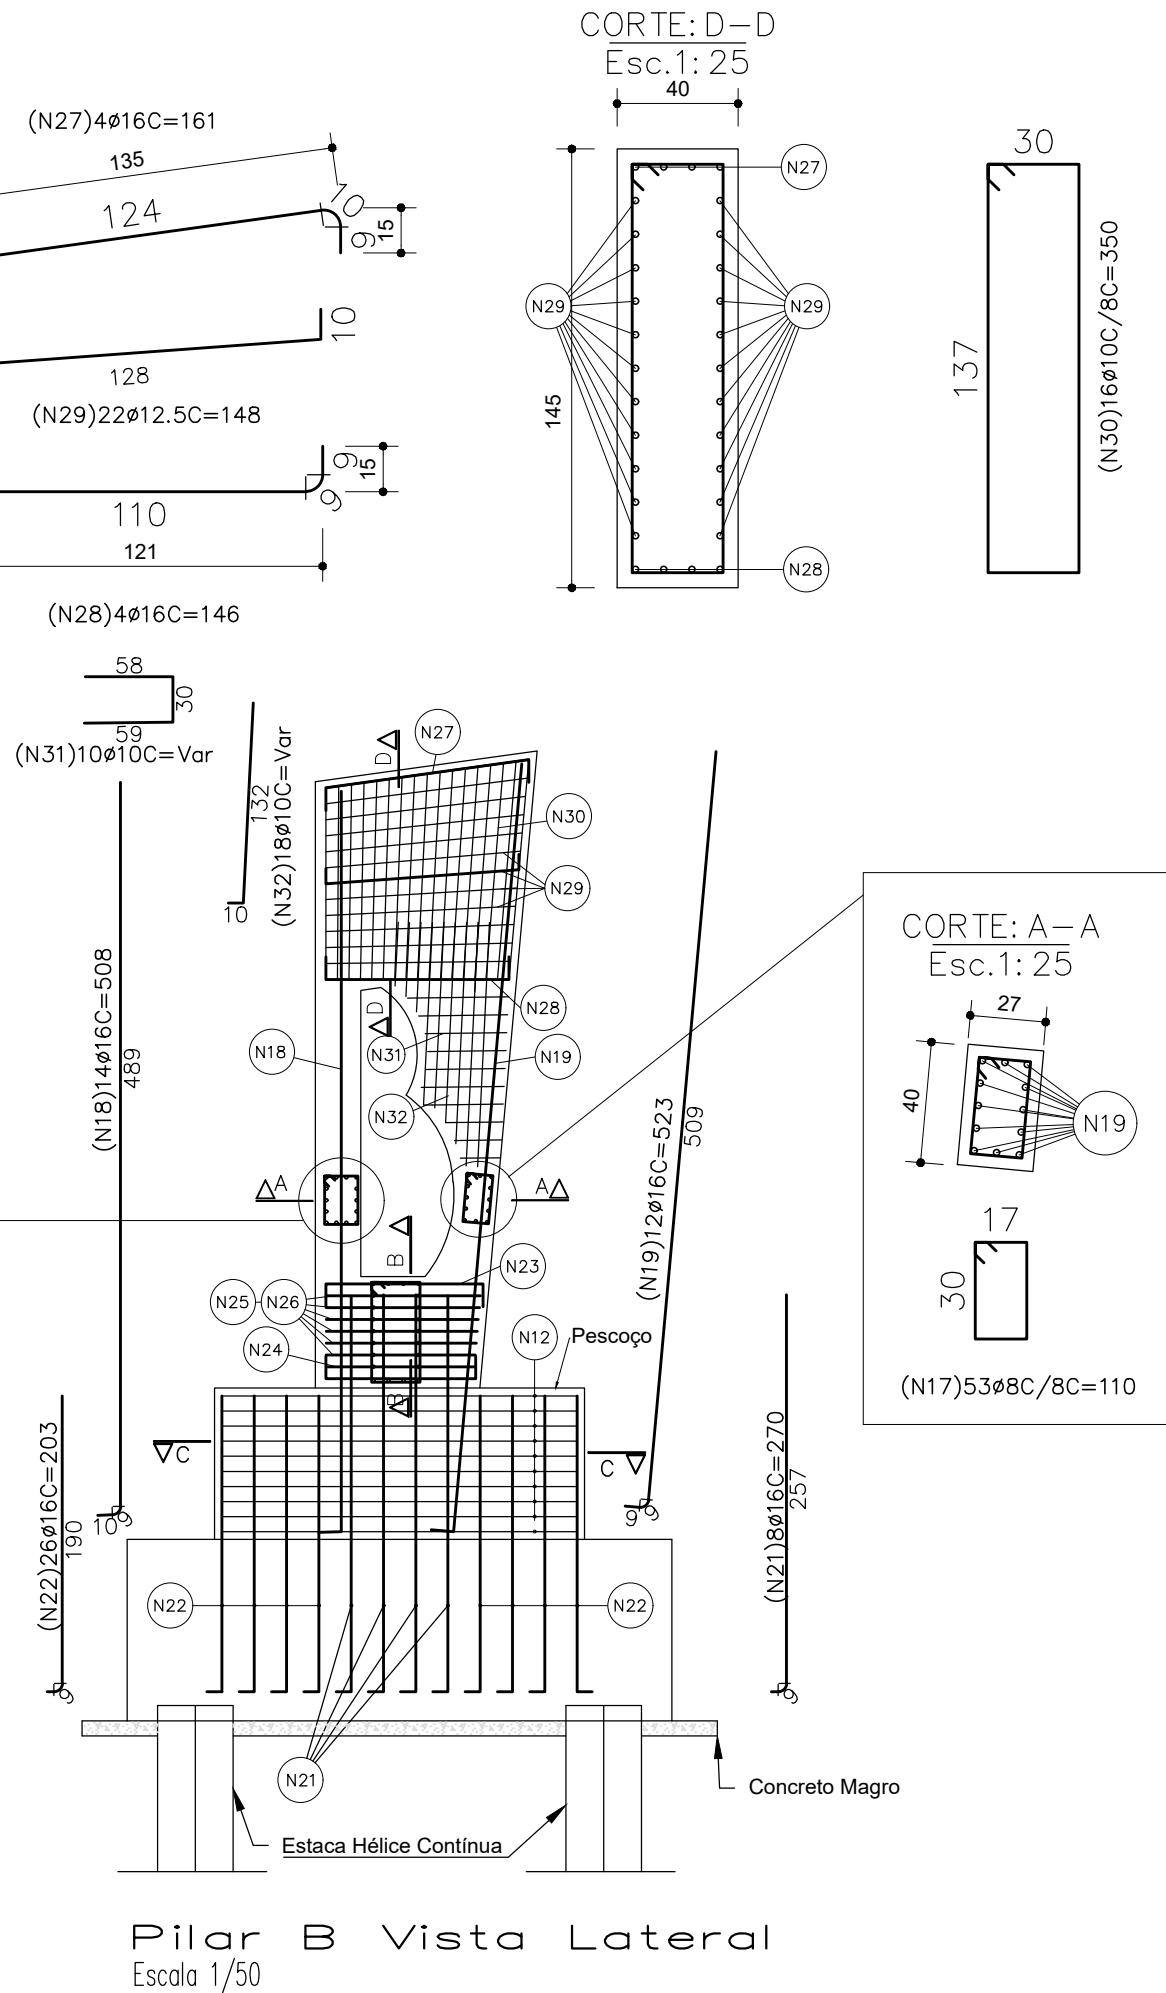 CORTE: D-D
Esc.1: 25
40
(N27)4ø16C=161
135
124
10
9
15
N27
30
N29
N29
145
137
(N30)16ø10C/8C=350
10
128
(N29)22ø12.5C=148
9
15
9
110
121
N28
(N28)4ø16C=146
58
30
59
(N31)10ø10C=Var
132
(N32)18ø10C=Var
10
D
N27
N30
N29
N28
D
N31
N19
N18
N32
(N18)14ø16C=508
489
10
9
(N19)12ø16C=523
509
9
9
CORTE: A-A
Esc.1: 25
27
40
N19
17
30
(N17)53ø8C/8C=110
A
A
B
N23
N25
N26
N24
N12
Pescoço
B
C
C
(N22)26ø16C=203
190
9
(N21)8ø16C=270
257
9
N22
N22
N21
Concreto Magro
Estaca Hélice Contínua
Pilar B Vista Lateral
Escala 1/50